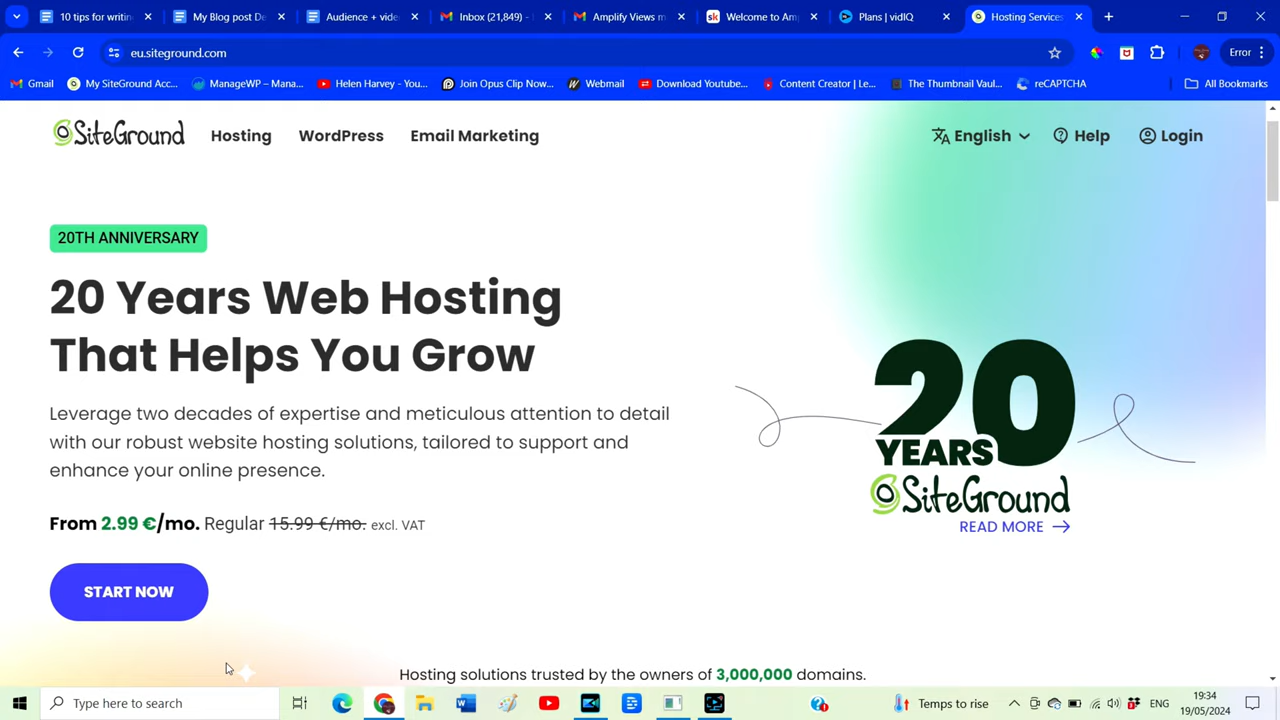 10 tips for writin
My Blog post De
Audience + vide
Inbox (21,849) -
Amplify Views m
Welcome to Am
Plans | vidIQ
Hosting Services
eu.siteground.com
Error
Gmail
My SiteGround Acc...
ManageWP – Mana...
Helen Harvey - You...
Join Opus Clip Now...
Webmail
Download Youtube...
Content Creator | Le...
The Thumbnail Vaul...
reCAPTCHA
All Bookmarks
SiteGround
Hosting
WordPress
Email Marketing
English
Help
Login
20TH ANNIVERSARY
20 Years Web Hosting
That Helps You Grow
Leverage two decades of expertise and meticulous attention to detail
with our robust website hosting solutions, tailored to support and
enhance your online presence.
From 2.99 €/mo. Regular 15.99 €/mo. excl. VAT
START NOW
20
YEARS
SiteGround
READ MORE
Hosting solutions trusted by the owners of 3,000,000 domains.
Type here to search
Temps to rise
ENG
19:34
19/05/2024